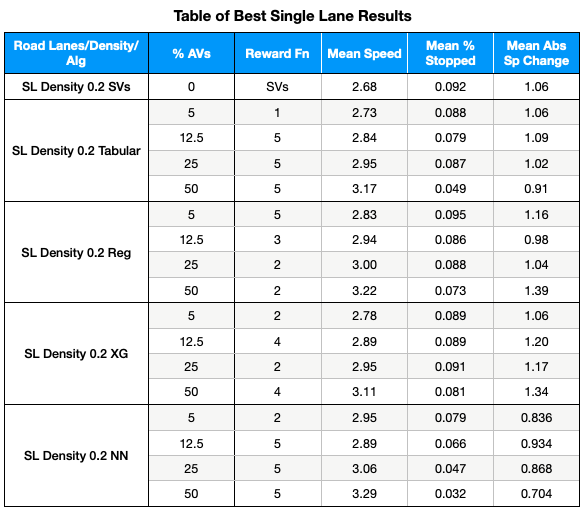 Table of Best Single Lane Results
Road Lanes/Density/
Alg
% AVs
Reward Fn
Mean Speed
Mean %
Stopped
Mean Abs
Sp Change
SL Density 0.2 SVs 0 SVs 2.68 0.092 1.06
SL Density 0.2 Tabular
5 1 2.73 0.088 1.06
12.5 5 2.84 0.079 1.09
25 5 2.95 0.087 1.02
50 5 3.17 0.049 0.91
SL Density 0.2 Reg
5 5 2.83 0.095 1.16
12.5 3 2.94 0.086 0.98
25 2 3.00 0.088 1.04
50 2 3.22 0.073 1.39
SL Density 0.2 XG
5 2 2.78 0.089 1.06
12.5 4 2.89 0.089 1.20
25 2 2.95 0.091 1.17
50 4 3.11 0.081 1.34
SL Density 0.2 NN
5 2 2.95 0.079 0.836
12.5 5 2.89 0.066 0.934
25 5 3.06 0.047 0.868
50 5 3.29 0.032 0.704